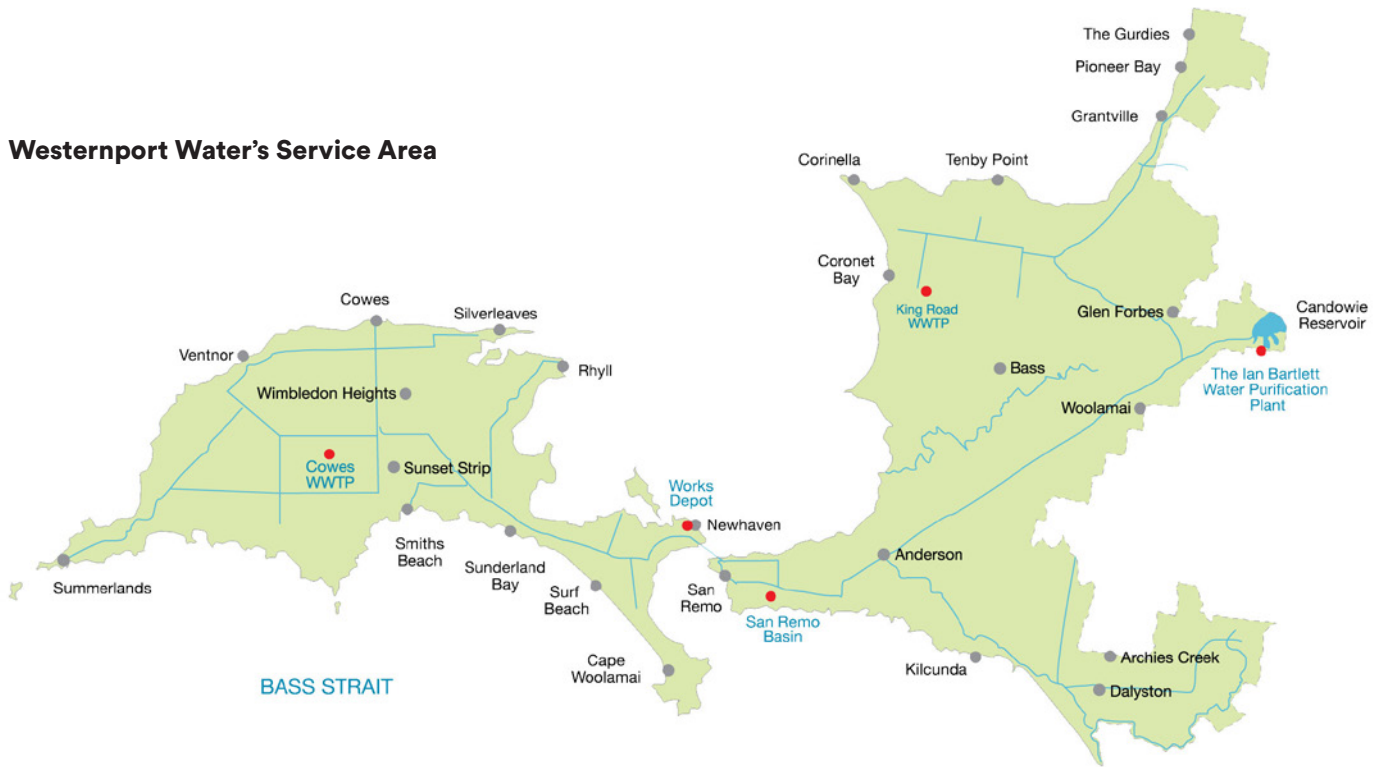 Westernport Water's Service Area
The Gurdies
Pioneer Bay
Grantville
Corinella
Tenby Point
Coronet
Bay
King Road
WWTP
Glen Forbes
Candowie
Reservoir
Bass
The Ian Bartlett
Water Purification
Plant
Woolamai
Cowes
Silverleaves
Ventnor
Rhyll
Wimbledon Heights
Cowes
WWTP
Sunset Strip
Works
Depot
Newhaven
Smiths
Beach
Sunderland
Bay
Summerlands
Surf
Beach
San
Remo
San Remo
Basin
Anderson
Cape
Woolamai
Kilcunda
Archies Creek
Dalyston
BASS STRAIT